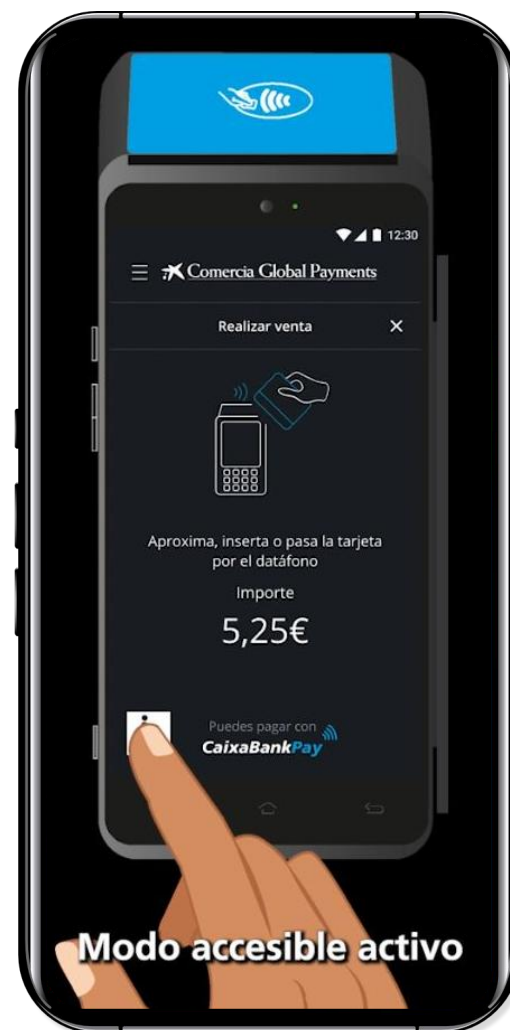 12:30
Comercia Global Payments
Realizar venta
Aproxima, inserta o pasa la tarjeta
por el datáfono
Importe
5,25€
Puedes pagar con
CaixaBankPay
Modo accesible activo